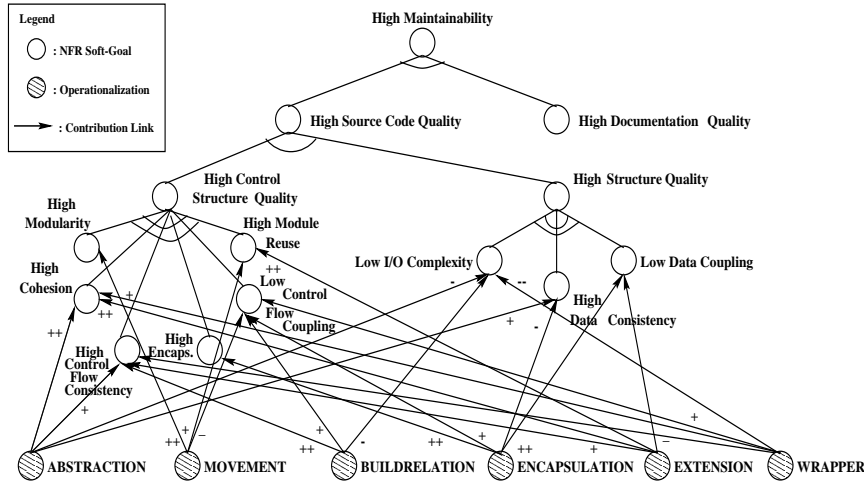 Legend
: NFR Soft-Goal
: Operationalization
: Contribution Link
High Maintainability
High Source Code Quality
High Documentation Quality
High Control
Structure Quality
High Structure Quality
High
Modularity
High Module
Reuse
Low I/O Complexity
Low Data Coupling
High
Cohesion
Low
Control
Flow
Coupling
High
Data Consistency
High
Control
Flow
Consistency
High
Encaps.
++
+
++
++
-
--
+
-
+
++
+
–
++
+
-
++
+
++
+
–
+
ABSTRACTION
MOVEMENT
BUILDRELATION
ENCAPSULATION
EXTENSION
WRAPPER